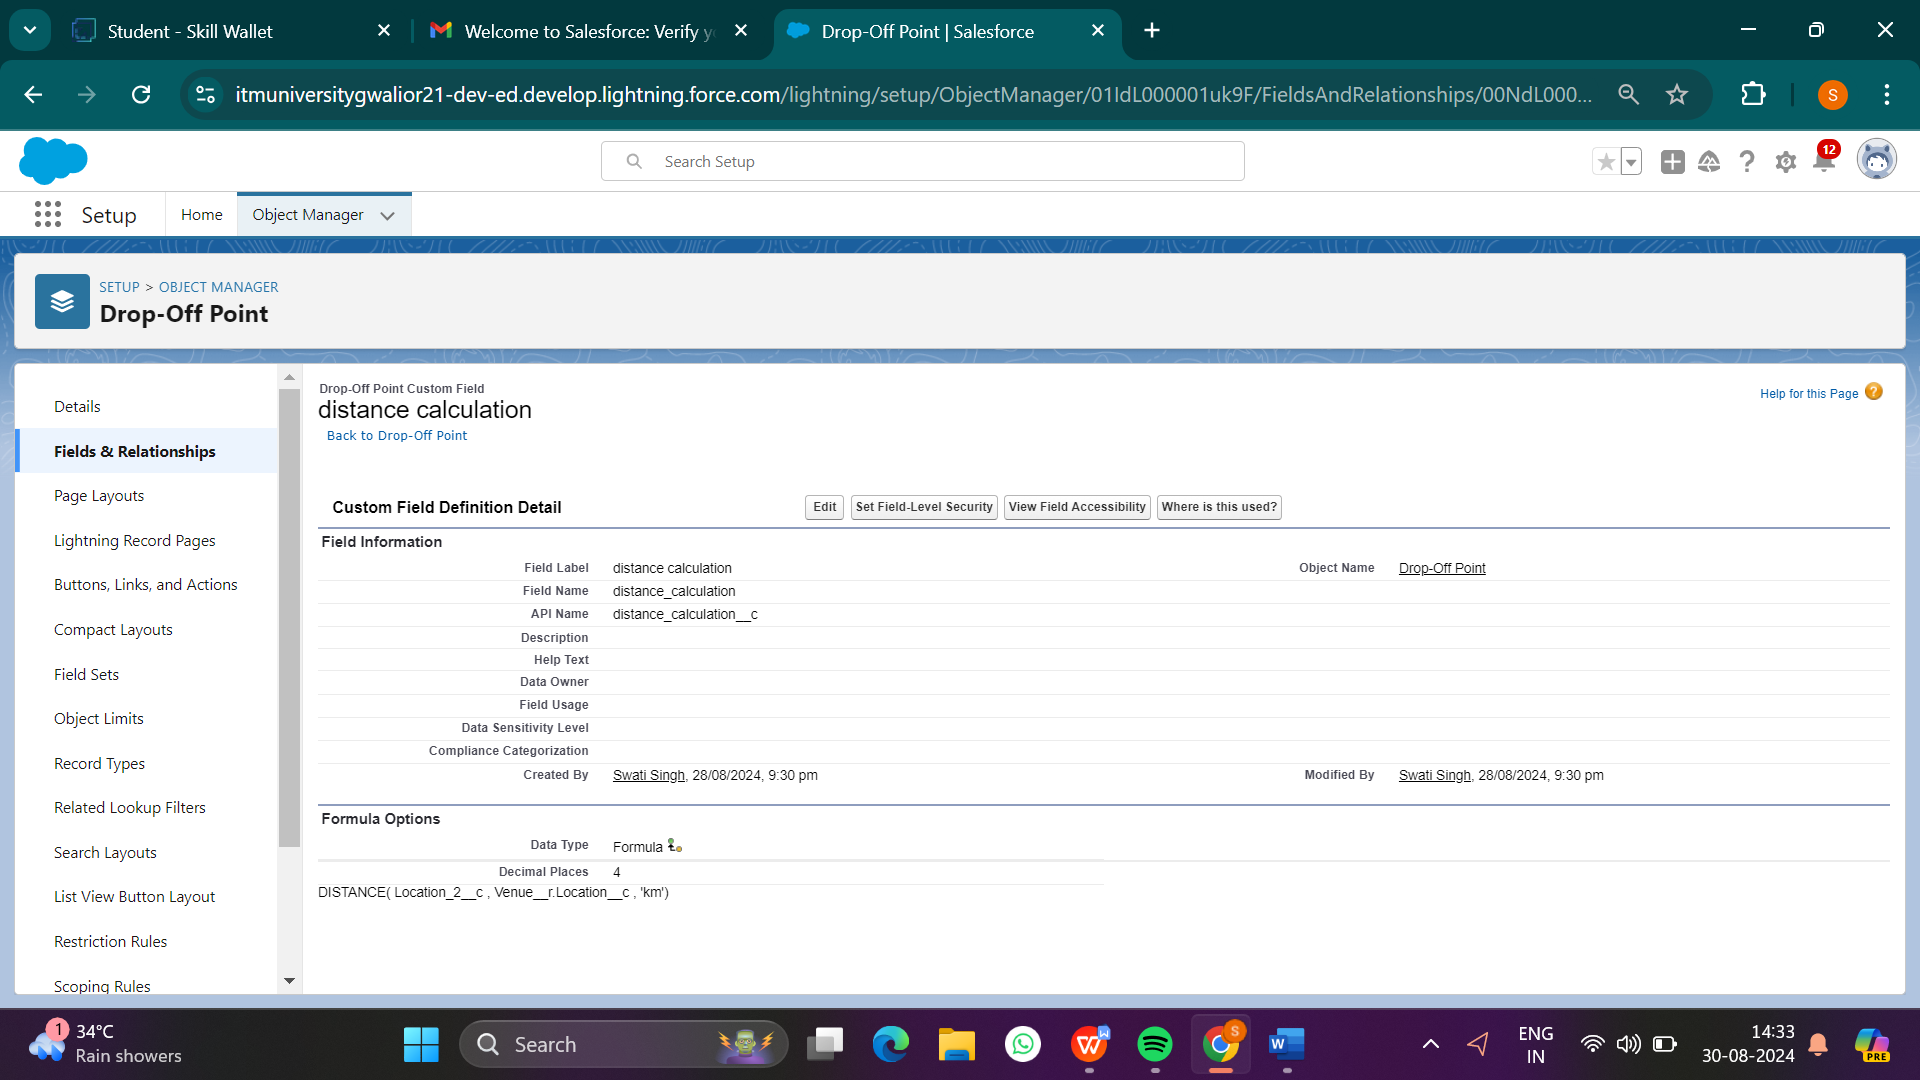 Student - Skill Wallet
Welcome to Salesforce: Verify yo
Drop-Off Point | Salesforce
itmuniversitygwalior21-dev-ed.develop.lightning.force.com/lightning/setup/ObjectManager/01IdL000001uk9F/FieldsAndRelationships/00NdL000...
S
Search Setup
12
Setup
Home
Object Manager
SETUP > OBJECT MANAGER
Drop-Off Point
Details
Fields & Relationships
Page Layouts
Lightning Record Pages
Buttons, Links, and Actions
Compact Layouts
Field Sets
Object Limits
Record Types
Related Lookup Filters
Search Layouts
List View Button Layout
Restriction Rules
Scoping Rules
Drop-Off Point Custom Field
distance calculation
Back to Drop-Off Point
Help for this Page ?
Custom Field Definition Detail
Edit Set Field-Level Security View Field Accessibility Where is this used?
Field Information
Field Label distance calculation Object Name Drop-Off Point
Field Name distance_calculation
API Name distance_calculation__c
Description
Help Text
Data Owner
Field Usage
Data Sensitivity Level
Compliance Categorization
Created By Swati Singh, 28/08/2024, 9:30 pm Modified By Swati Singh, 28/08/2024, 9:30 pm
Formula Options
Data Type Formula
Decimal Places 4
DISTANCE( Location_2__c , Venue__r.Location__c , 'km')
1
34°C
Rain showers
Search
W
W
S
W
ENG
IN
14:33
30-08-2024
PRE